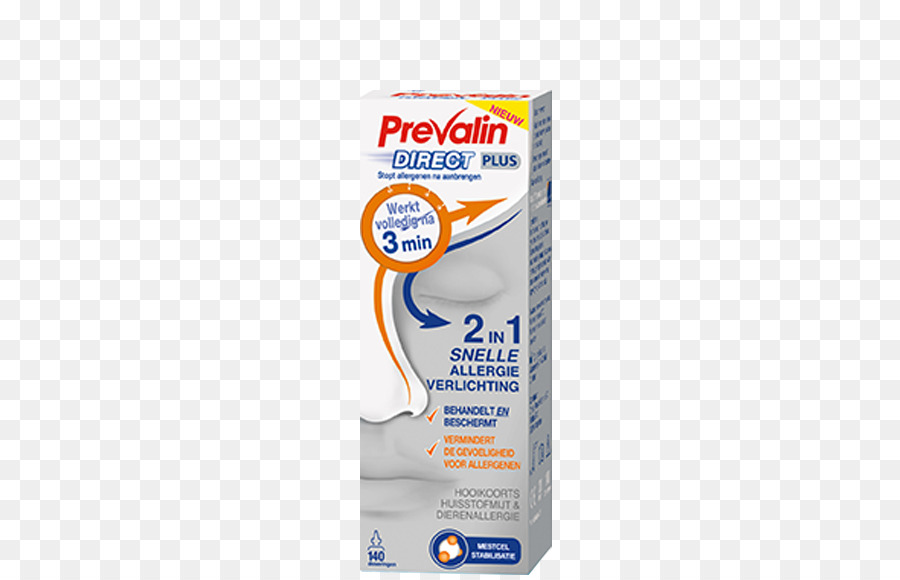 NIEUW
Prevalin
DIRECT PLUS
Stopt allergenen na aanbrengen
Werkt
volledig na
3 min
2 IN 1
SNELLE
ALLERGIE
VERLICHTING
BEHANDELT EN
BESCHERMT
VERMINDERT
DE GEVOELIGHEID
VOOR ALLERGENEN
HOOIKOORTS
HUISSTOFMIJT &
DIERENALLERGIE
140
doseringen
MESTCEL
STABILISATIE